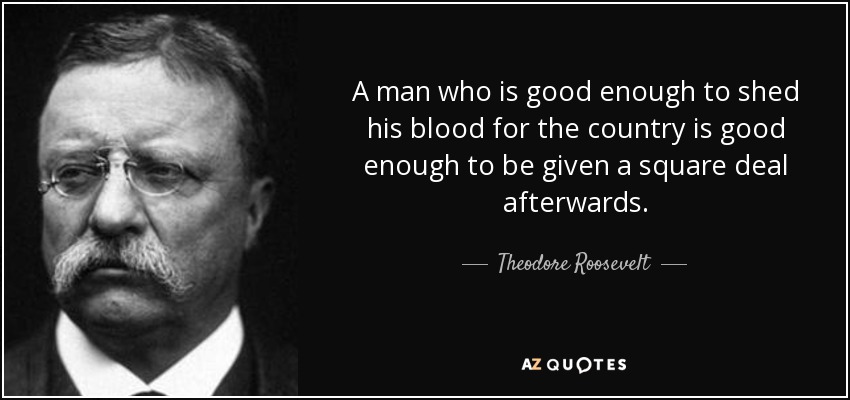 A man who is good enough to shed
his blood for the country is good
enough to be given a square deal
afterwards.
Theodore Roosevelt
AZ QUOTES